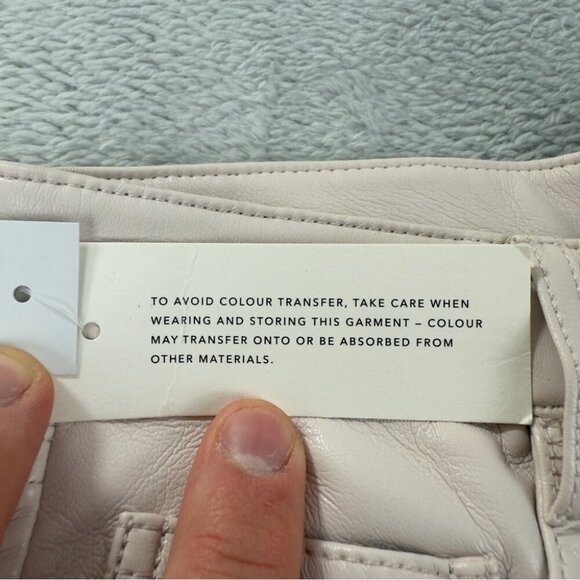 TO AVOID COLOUR TRANSFER, TAKE CARE WHEN
WEARING AND STORING THIS GARMENT – COLOUR
MAY TRANSFER ONTO OR BE ABSORBED FROM
OTHER MATERIALS.